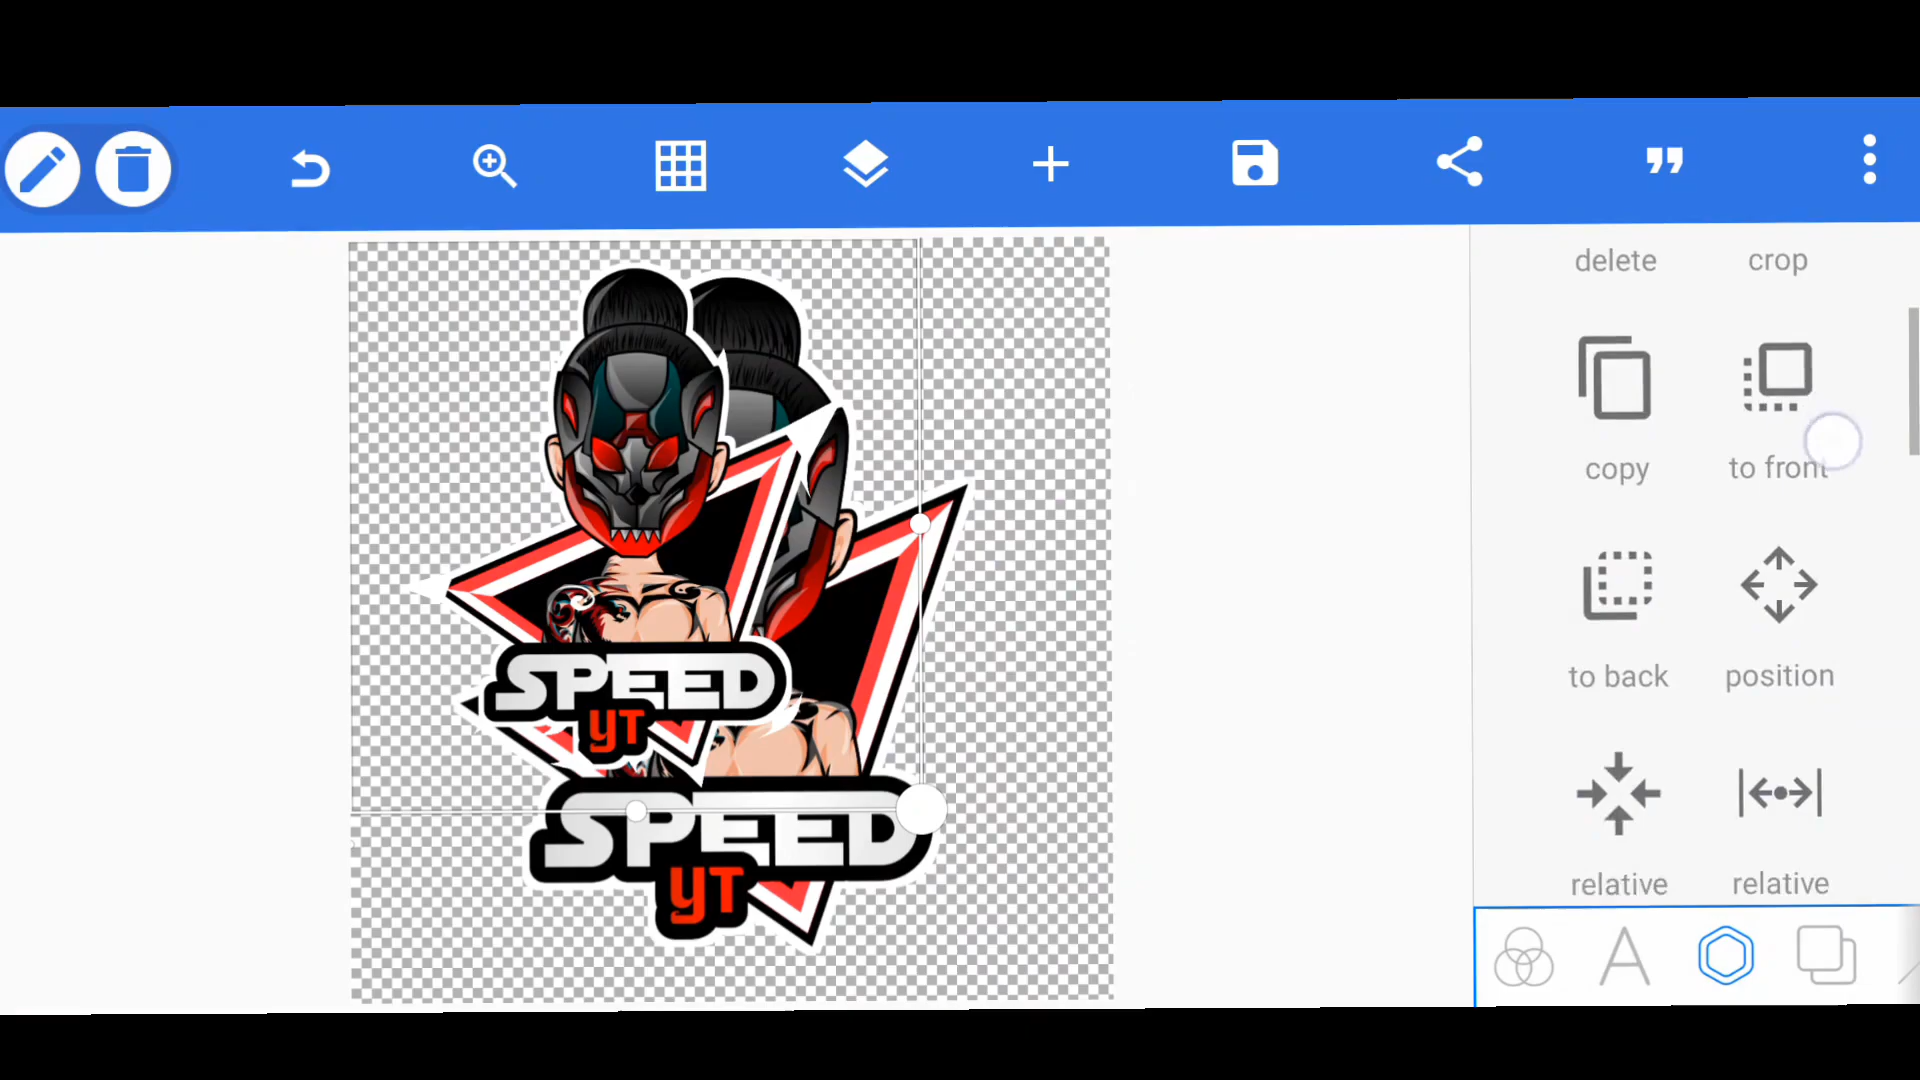 delete
crop
copy
to front
to back
position
relative
relative
SPEED
YT
SPEED
YT